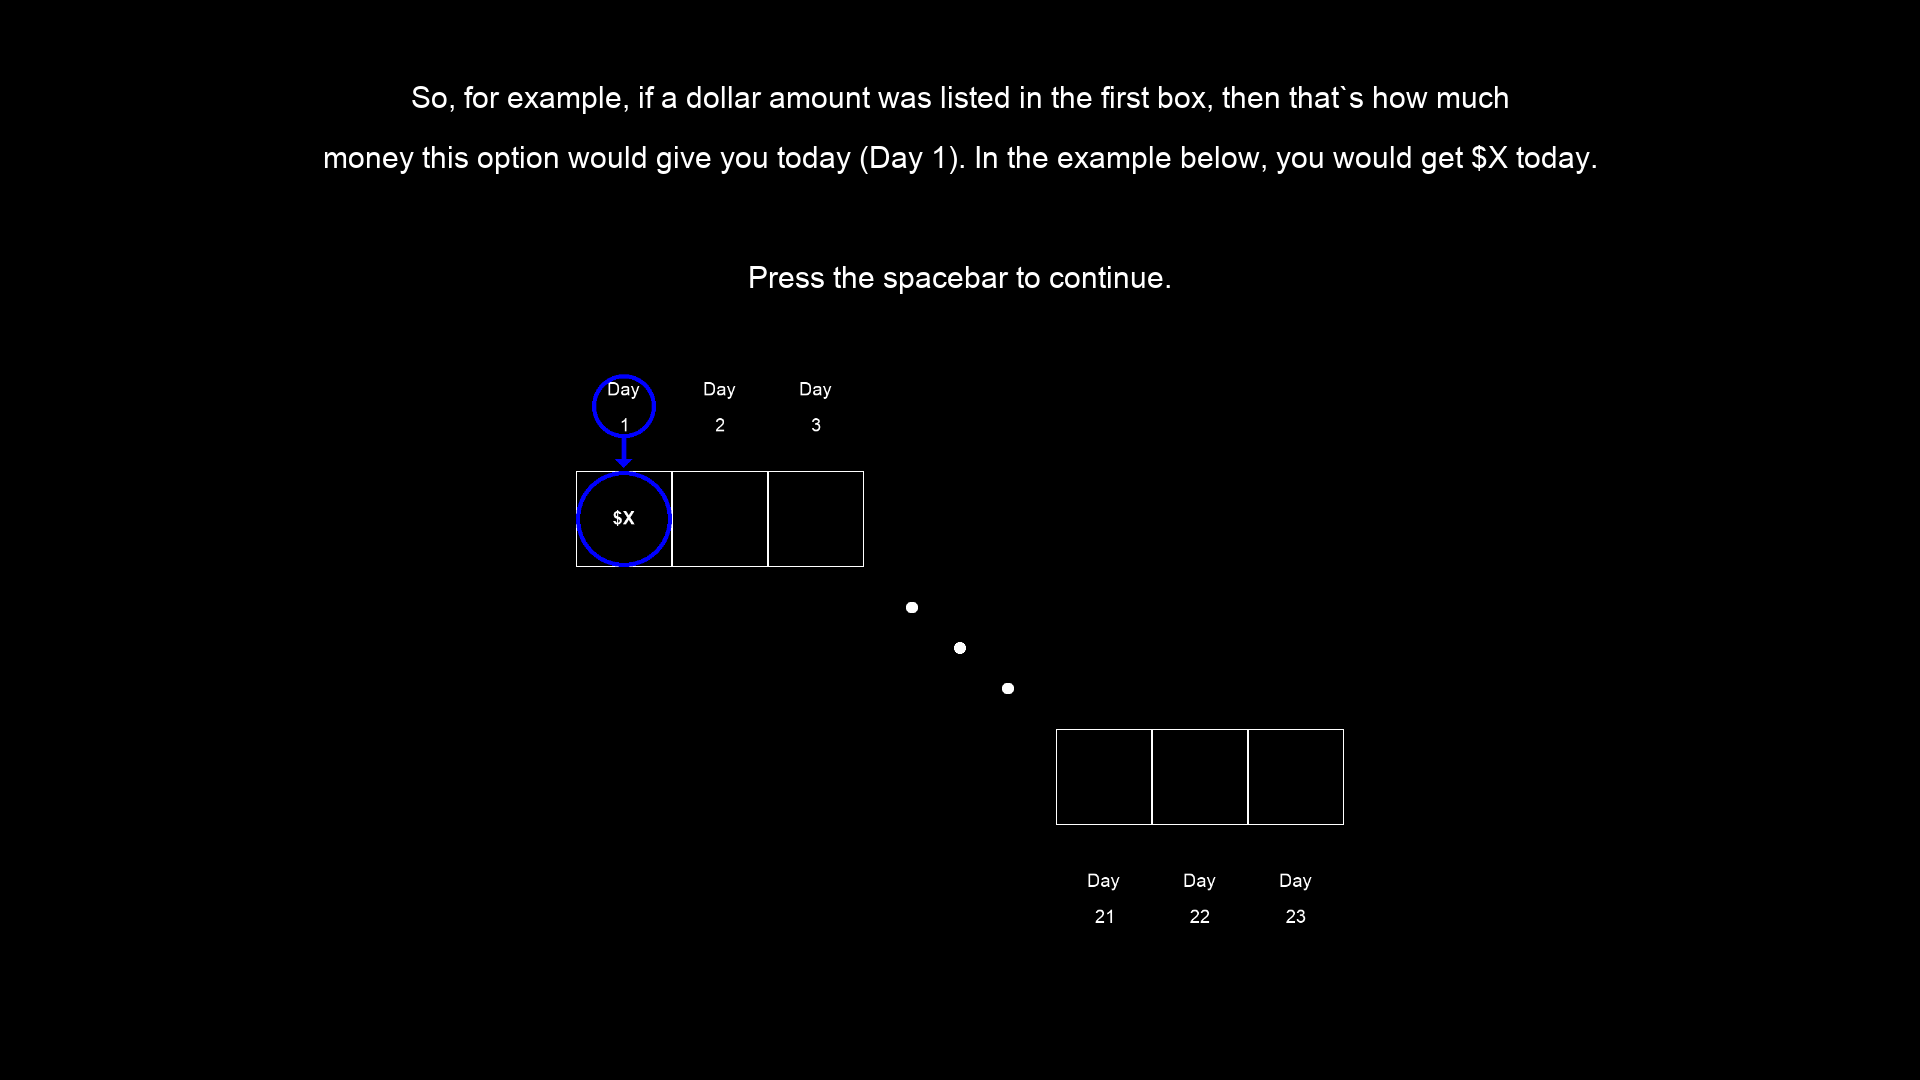 So, for example, if a dollar amount was listed in the first box, then that`s how much
money this option would give you today (Day 1). In the example below, you would get $X today.
Press the spacebar to continue.
Day Day Day
1 2 3
$X
Day Day Day
21 22 23